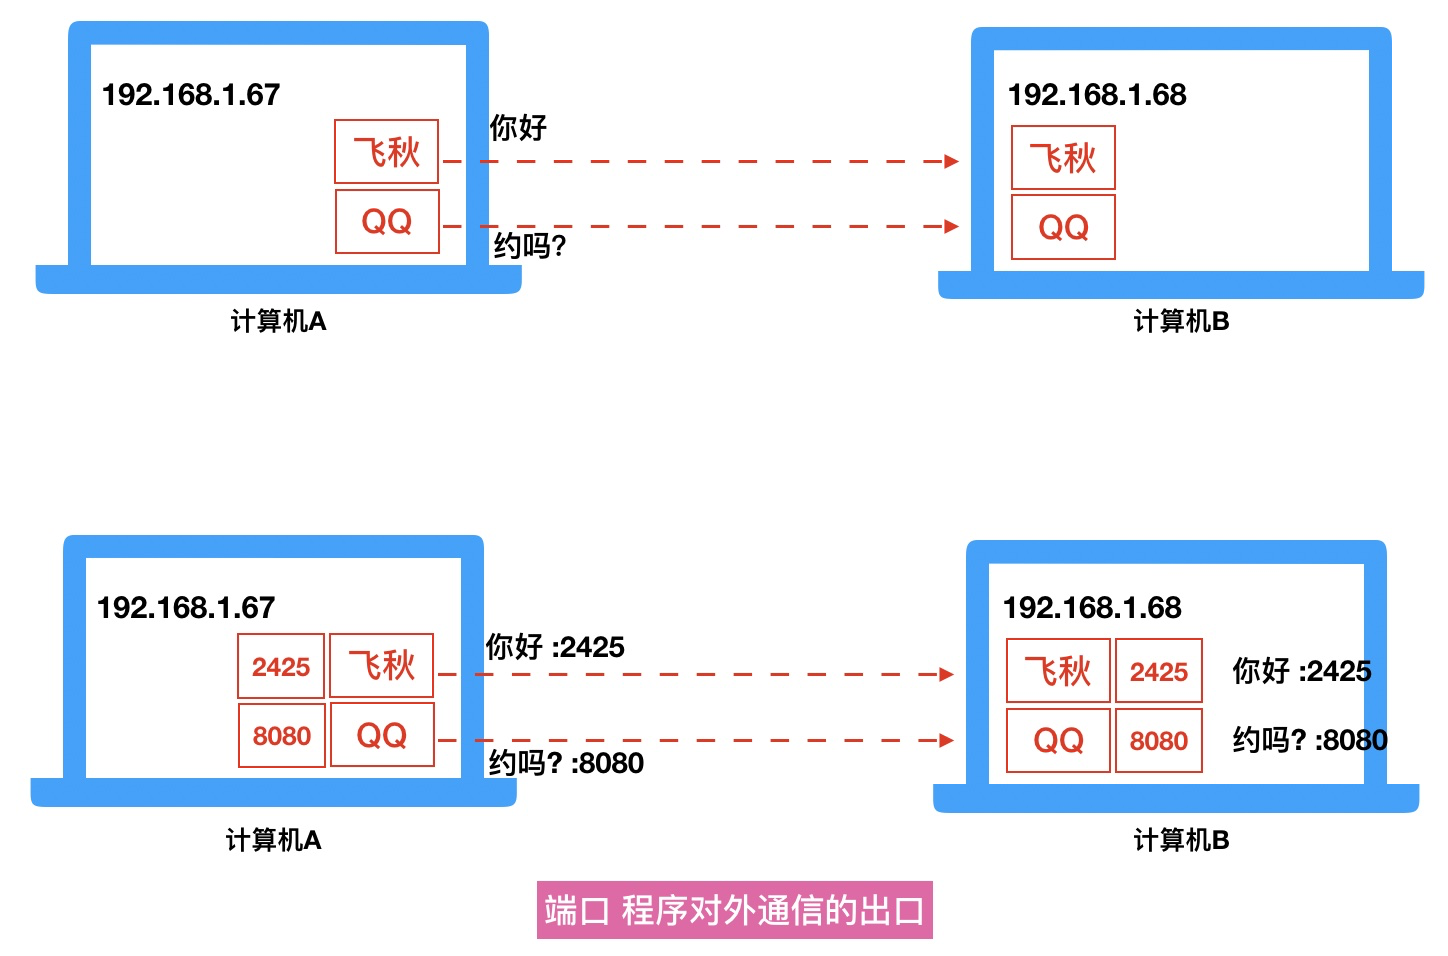 192.168.1.67
飞秋
QQ
你好
约吗?
计算机A
192.168.1.68
飞秋
QQ
计算机B
192.168.1.67
2425 飞秋
8080 QQ
你好 :2425
约吗? :8080
计算机A
192.168.1.68
飞秋 2425 你好 :2425
QQ 8080 约吗? :8080
计算机B
端口 程序对外通信的出口